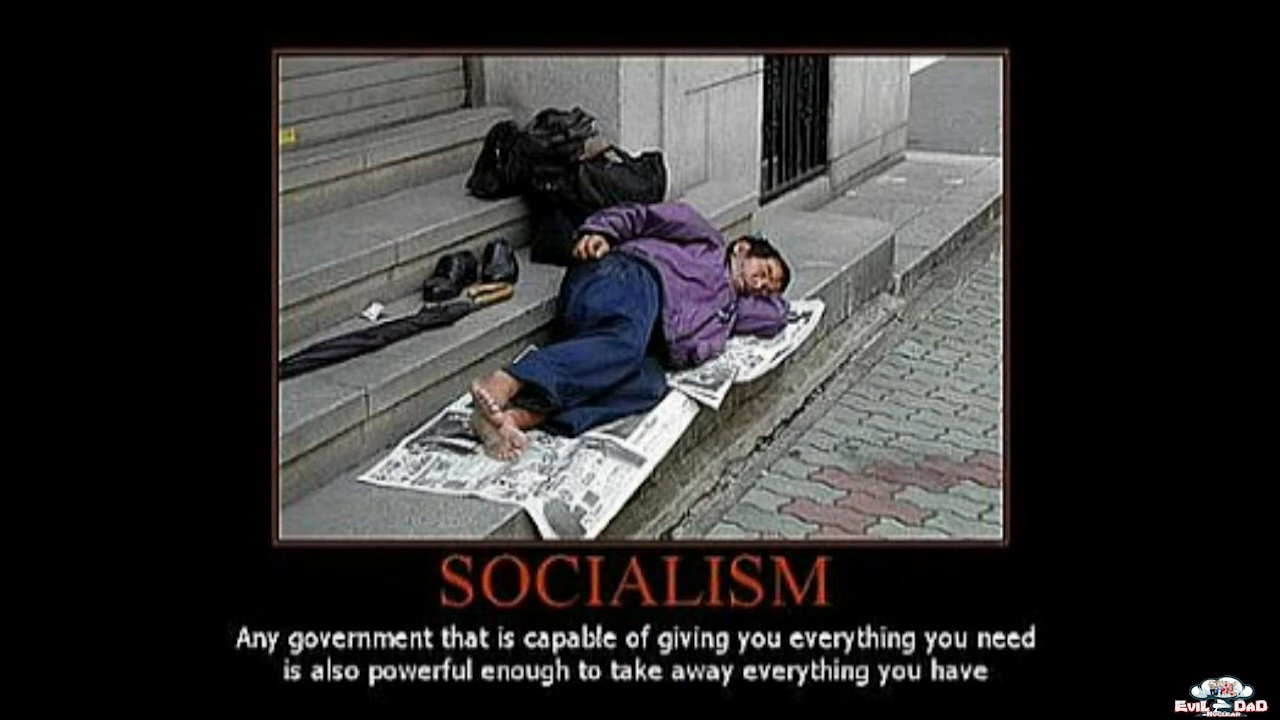 SOCIALISM
Any government that is capable of giving you everything you need
is also powerful enough to take away everything you have
EVIL DAD